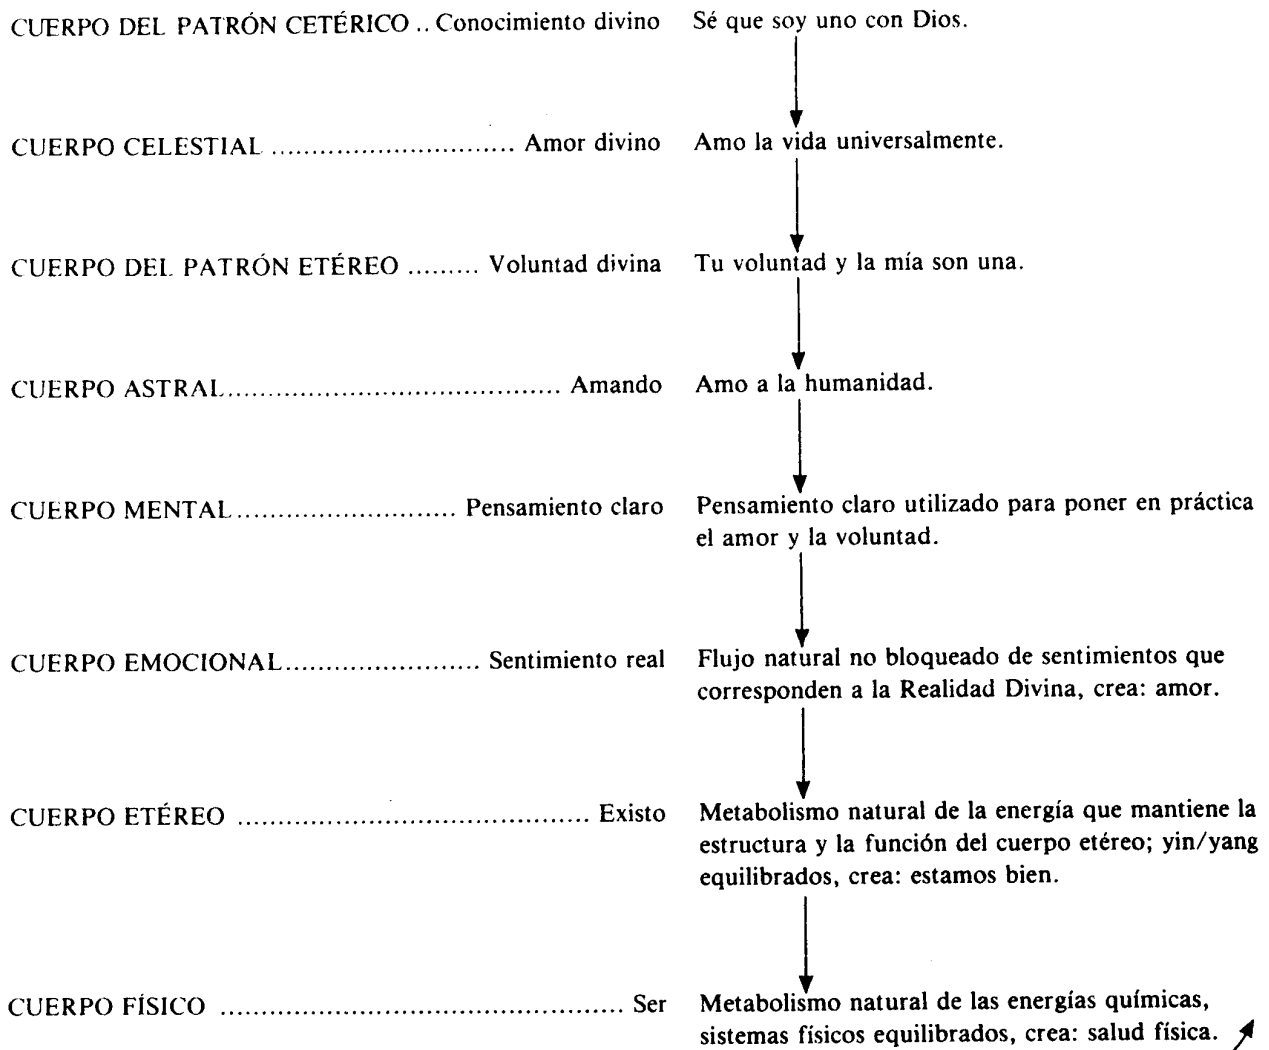 CUERPO DEL PATRÓN CETÉRICO .. Conocimiento divino Sé que soy uno con Dios.
CUERPO CELESTIAL .............................. Amor divino Amo la vida universalmente.
CUERPO DEL PATRÓN ETÉREO ......... Voluntad divina Tu voluntad y la mía son una.
CUERPO ASTRAL.......................................... Amando Amo a la humanidad.
CUERPO MENTAL........................... Pensamiento claro Pensamiento claro utilizado para poner en práctica
el amor y la voluntad.
CUERPO EMOCIONAL........................ Sentimiento real Flujo natural no bloqueado de sentimientos que
corresponden a la Realidad Divina, crea: amor.
CUERPO ETÉREO ........................................... Existo Metabolismo natural de la energía que mantiene la
estructura y la función del cuerpo etéreo; yin/yang
equilibrados, crea: estamos bien.
CUERPO FÍSICO .................................................. Ser Metabolismo natural de las energías químicas,
sistemas físicos equilibrados, crea: salud física.